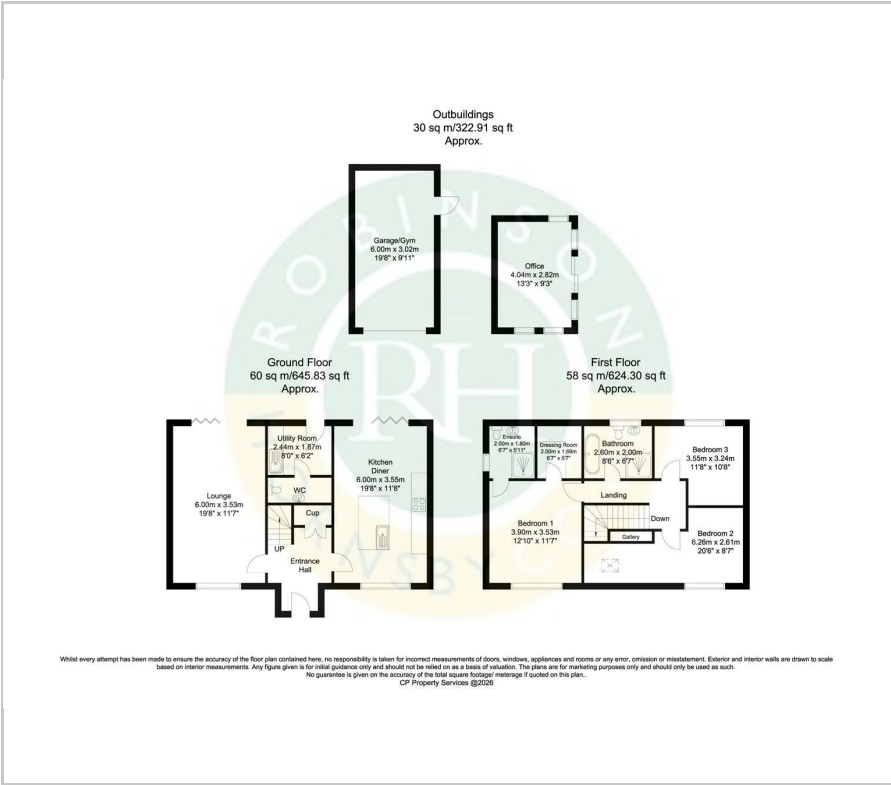 Outbuildings
30 sq m/322.91 sq ft
Approx.
Garage/Gym
6.00m x 3.02m
19'8" x 9'11"
Office
4.04m x 2.82m
13'3" x 9'3"
Ground Floor
60 sq m/645.83 sq ft
Approx.
Utility Room
2.44m x 1.87m
8'0" x 6'2"
Kitchen
Diner
6.00m x 3.55m
19'8" x 11'8"
Lounge
6.00m x 3.53m
19'8" x 11'7"
WC
Cup
UP
Entrance
Hall
First Floor
58 sq m/624.30 sq ft
Approx.
Ensuite
2.00m x 1.80m
6'7" x 5'11"
Dressing Room
2.00m x 1.69m
6'7" x 5'7"
Bathroom
2.60m x 2.00m
8'6" x 6'7"
Bedroom 3
3.55m x 3.24m
11'8" x 10'8"
Landing
Bedroom 1
3.90m x 3.53m
12'10" x 11'7"
Down
Gallery
Bedroom 2
6.26m x 2.61m
20'6" x 8'7"
ROBINSON
RH
HORNSBY CO
Whilst every attempt has been made to ensure the accuracy of the floor plan contained here, no responsibility is taken for incorrect measurements of doors, windows, appliances and rooms or any error, omission or misstatement. Exterior and interior walls are drawn to scale
based on interior measurements. Any figure given is for initial guidance only and should not be relied on as a basis of valuation. The plans are for marketing purposes only and should only be used as such.
No guarantee is given on the accuracy of the total square footage/ meterage if quoted on this plan..
CP Property Services @2026